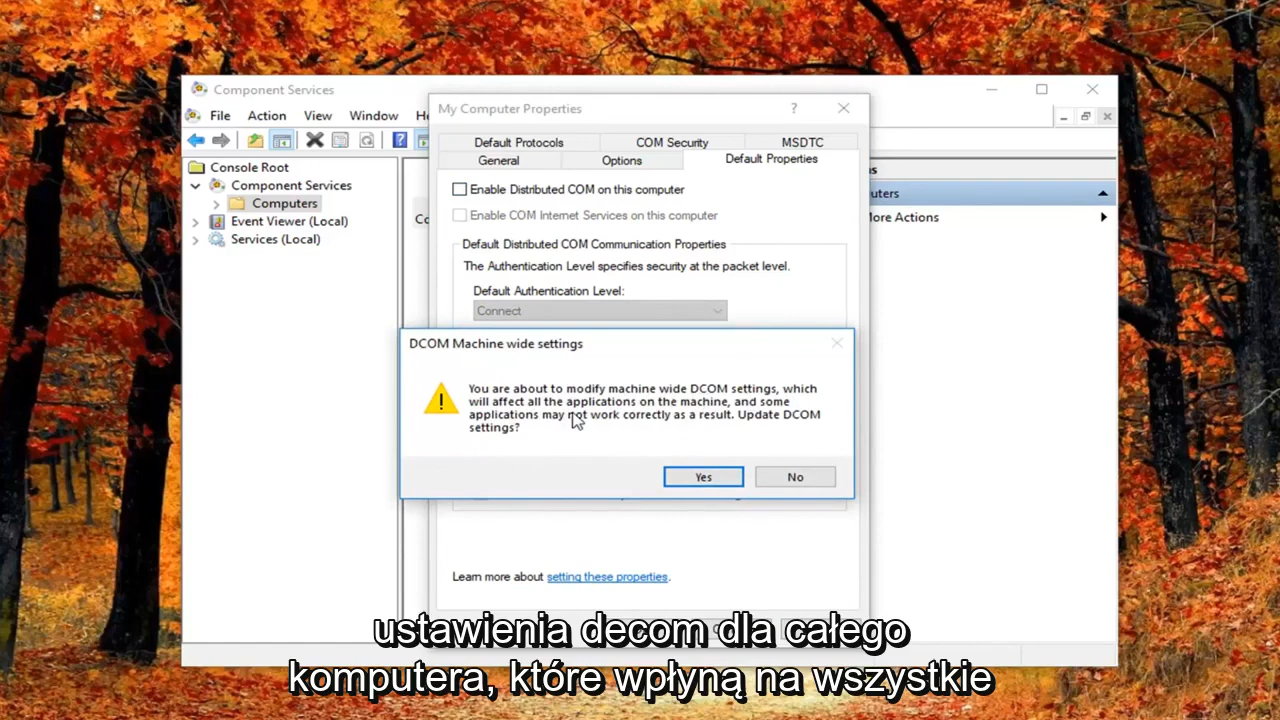 Component Services
File Action View Window He
My Computer Properties
Default Protocols COM Security MSDTC
General Options Default Properties
Enable Distributed COM on this computer
Enable COM Internet Services on this computer
Default Distributed COM Communication Properties
The Authentication Level specifies security at the packet level.
Default Authentication Level:
Connect
Console Root
Component Services
Computers
Event Viewer (Local)
Services (Local)
Co
ns
uters
More Actions
DCOM Machine wide settings
You are about to modify machine wide DCOM settings, which
will affect all the applications on the machine, and some
applications may not work correctly as a result. Update DCOM
settings?
Yes No
Learn more about setting these properties.
ustawienia decom dla całego
komputera, które wpłyną na wszystkie